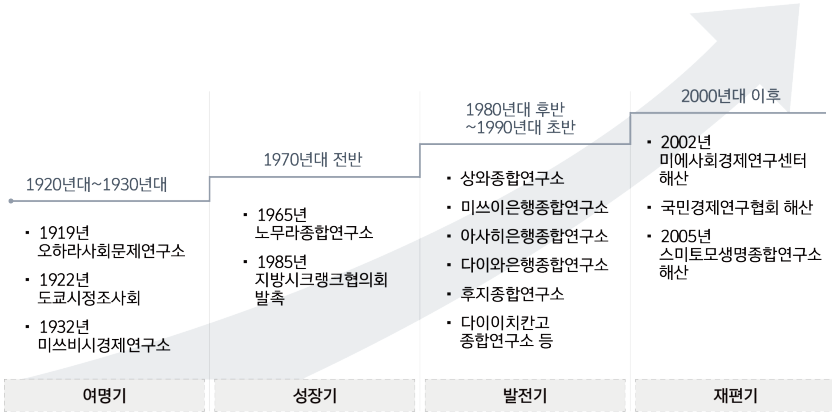 1920년대~1930년대
▪ 1919년
오하라사회문제연구소
▪ 1922년
도쿄시정조사회
▪ 1932년
미쓰비시경제연구소
여명기
1970년대 전반
▪ 1965년
노무라종합연구소
▪ 1985년
지방시크랭크협의회
발촉
성장기
1980년대 후반
~1990년대 초반
▪ 상와종합연구소
▪ 미쓰이은행종합연구소
▪ 아사히은행종합연구소
▪ 다이와은행종합연구소
▪ 후지종합연구소
▪ 다이이치칸고
종합연구소 등
발전기
2000년대 이후
▪ 2002년
미에사회경제연구센터
해산
▪ 국민경제연구협회 해산
▪ 2005년
스미토모생명종합연구소
해산
재편기